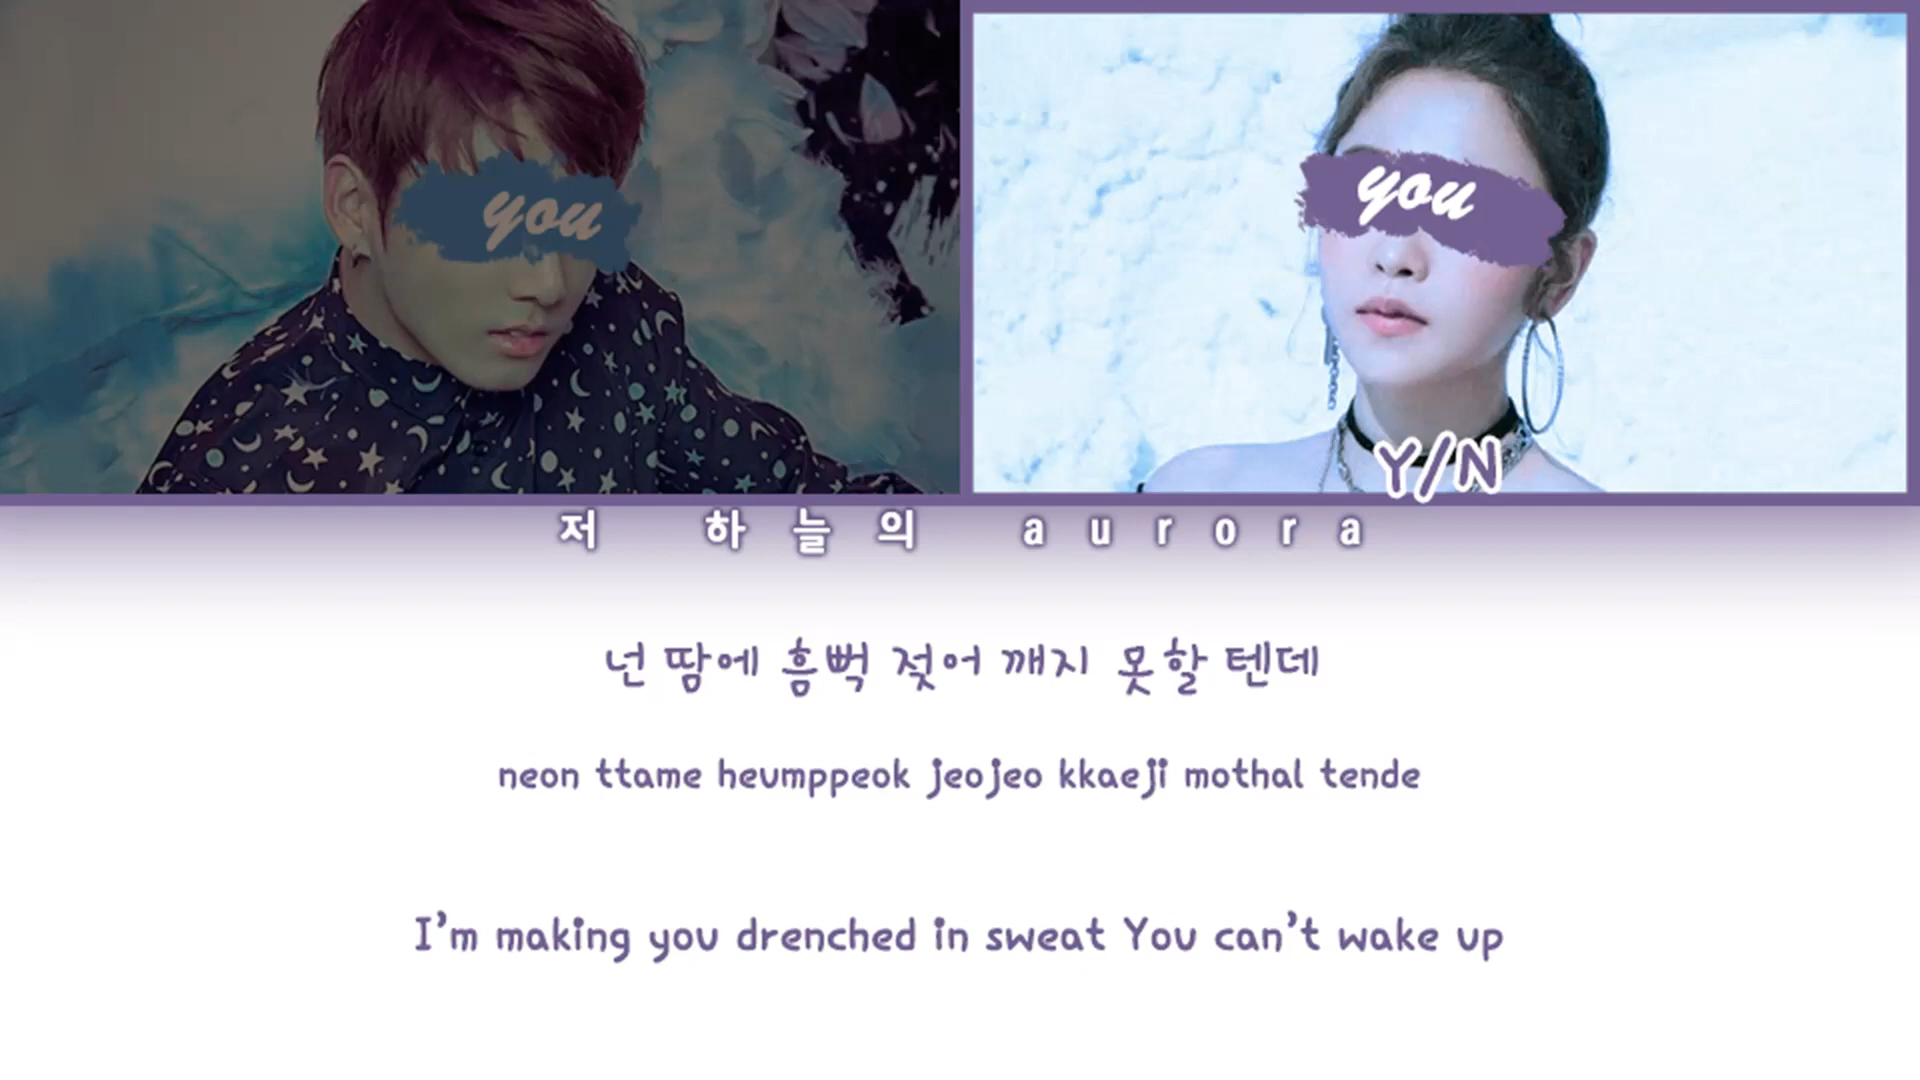 you
you
Y/N
저 하늘의 aurora
넌 땀에 흠뻑 젖어 깨지 못할 텐데
neon ttame heumppeok jeojeo kkaeji mothal tende
I'm making you drenched in sweat You can't wake up